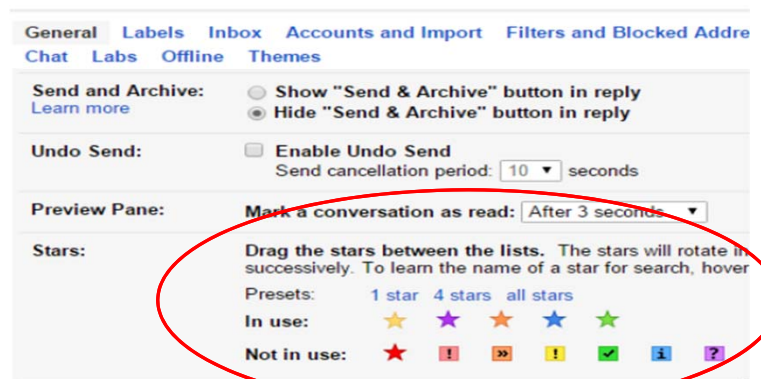 General Labels Inbox Accounts and Import Filters and Blocked Addre
Chat Labs Offline Themes
Send and Archive: Show "Send & Archive" button in reply
Learn more Hide "Send & Archive" button in reply
Undo Send: Enable Undo Send
Send cancellation period: 10 seconds
Preview Pane: Mark a conversation as read: After 3 seconds
Stars: Drag the stars between the lists. The stars will rotate in
successively. To learn the name of a star for search, hover
Presets: 1 star 4 stars all stars
In use:
Not in use: ! » ! i ?